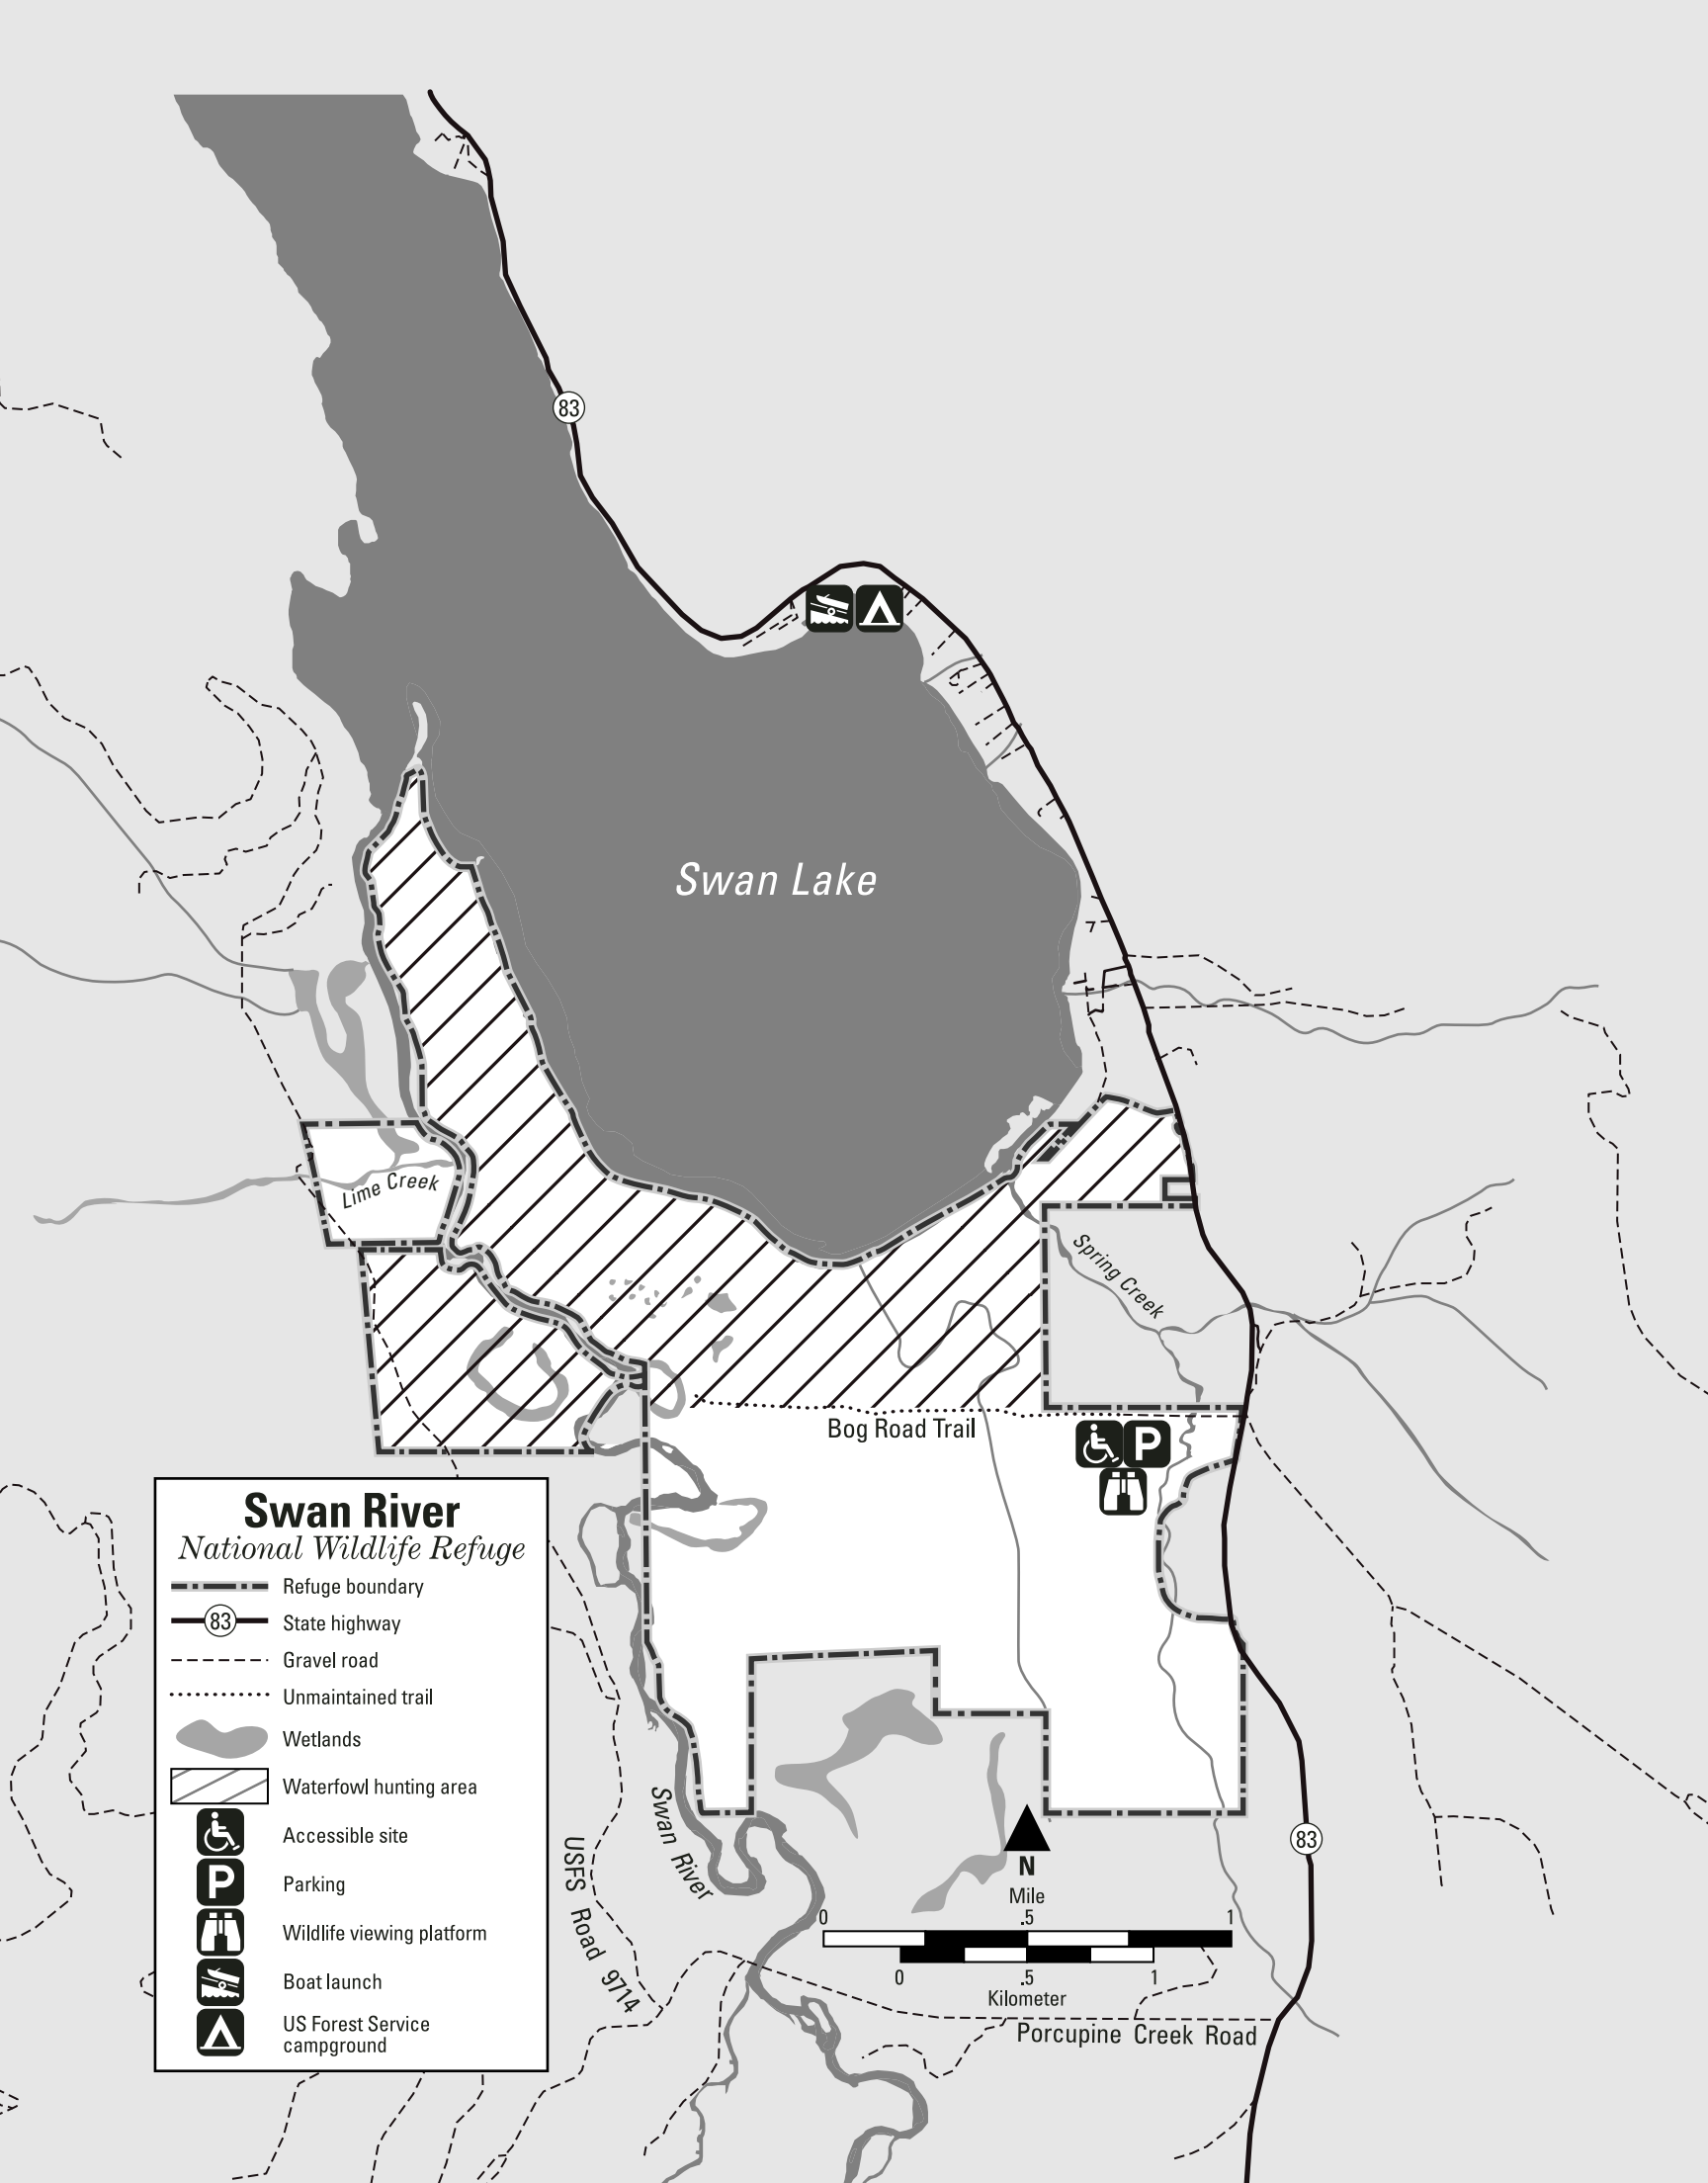 83
Swan Lake
Lime Creek
Spring Creek
Bog Road Trail
P
Swan River
National Wildlife Refuge
Refuge boundary
83
State highway
Gravel road
Unmaintained trail
Wetlands
Waterfowl hunting area
Accessible site
P
Parking
Wildlife viewing platform
Boat launch
US Forest Service
campground
Swan River
USFS Road 9714
83
N
Mile
0 .5 1
0 .5 1
Kilometer
Porcupine Creek Road